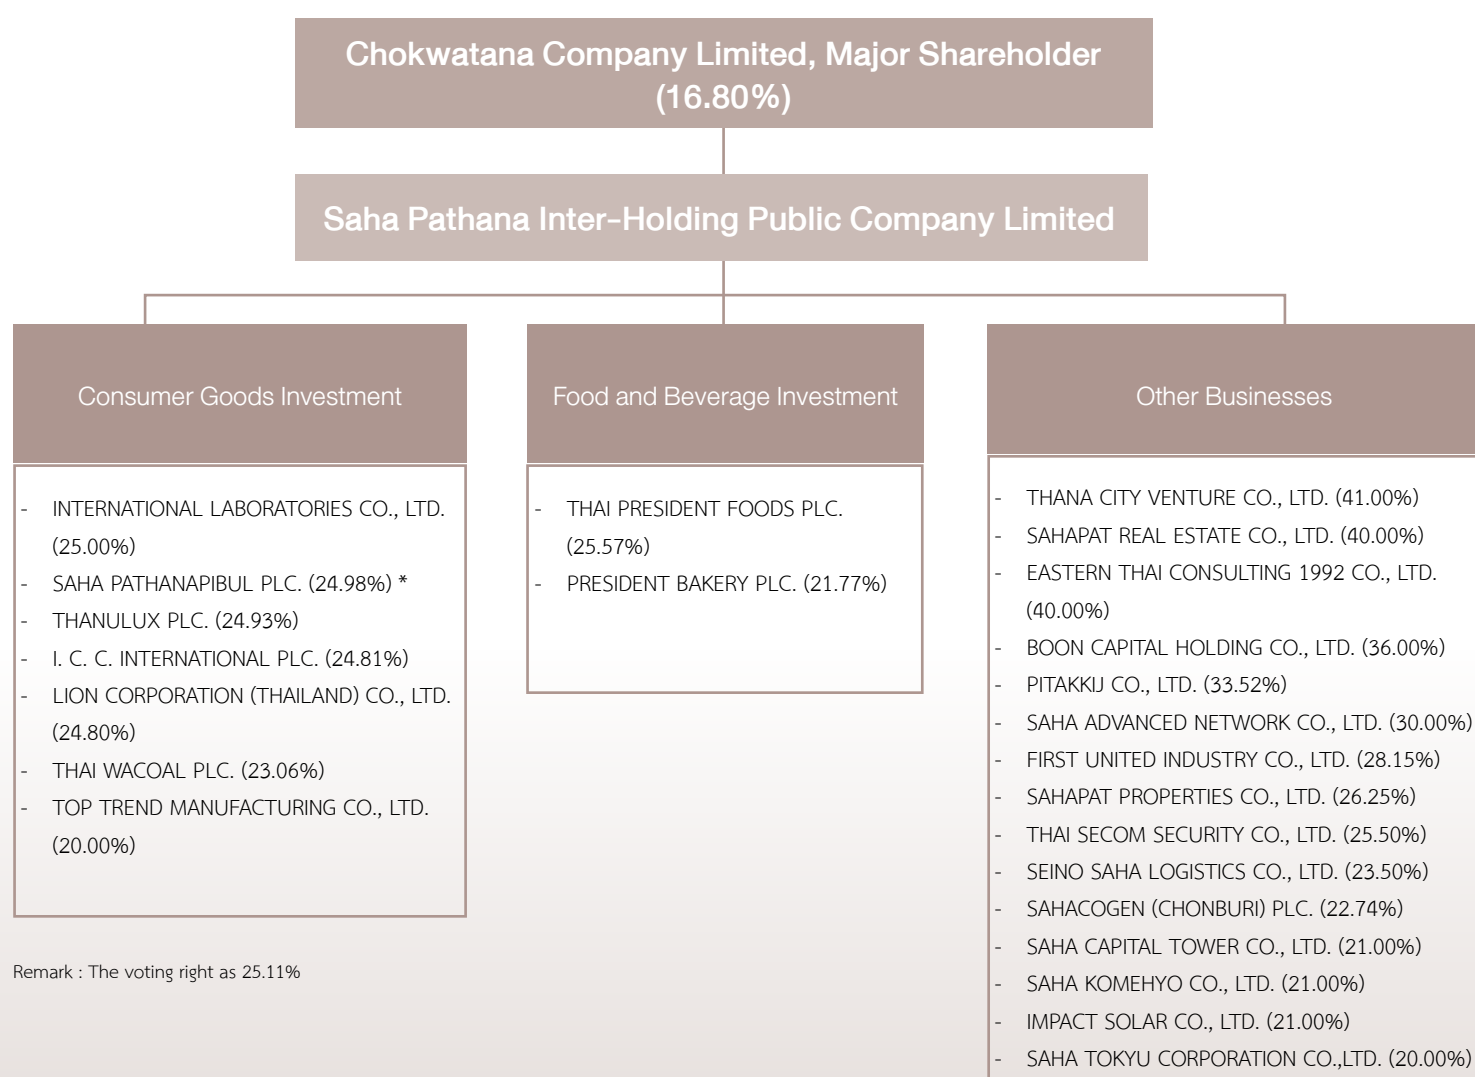 Chokwatana Company Limited, Major Shareholder
(16.80%)
Saha Pathana Inter-Holding Public Company Limited
Consumer Goods Investment
- INTERNATIONAL LABORATORIES CO., LTD.
(25.00%)
- SAHA PATHANAPIBUL PLC. (24.98%) *
- THANULUX PLC. (24.93%)
- I. C. C. INTERNATIONAL PLC. (24.81%)
- LION CORPORATION (THAILAND) CO., LTD.
(24.80%)
- THAI WACOAL PLC. (23.06%)
- TOP TREND MANUFACTURING CO., LTD.
(20.00%)
Remark : The voting right as 25.11%
Food and Beverage Investment
- THAI PRESIDENT FOODS PLC.
(25.57%)
- PRESIDENT BAKERY PLC. (21.77%)
Other Businesses
- THANA CITY VENTURE CO., LTD. (41.00%)
- SAHAPAT REAL ESTATE CO., LTD. (40.00%)
- EASTERN THAI CONSULTING 1992 CO., LTD.
(40.00%)
- BOON CAPITAL HOLDING CO., LTD. (36.00%)
- PITAKKIJ CO., LTD. (33.52%)
- SAHA ADVANCED NETWORK CO., LTD. (30.00%)
- FIRST UNITED INDUSTRY CO., LTD. (28.15%)
- SAHAPAT PROPERTIES CO., LTD. (26.25%)
- THAI SECOM SECURITY CO., LTD. (25.50%)
- SEINO SAHA LOGISTICS CO., LTD. (23.50%)
- SAHACOGEN (CHONBURI) PLC. (22.74%)
- SAHA CAPITAL TOWER CO., LTD. (21.00%)
- SAHA KOMEHYO CO., LTD. (21.00%)
- IMPACT SOLAR CO., LTD. (21.00%)
- SAHA TOKYU CORPORATION CO.,LTD. (20.00%)